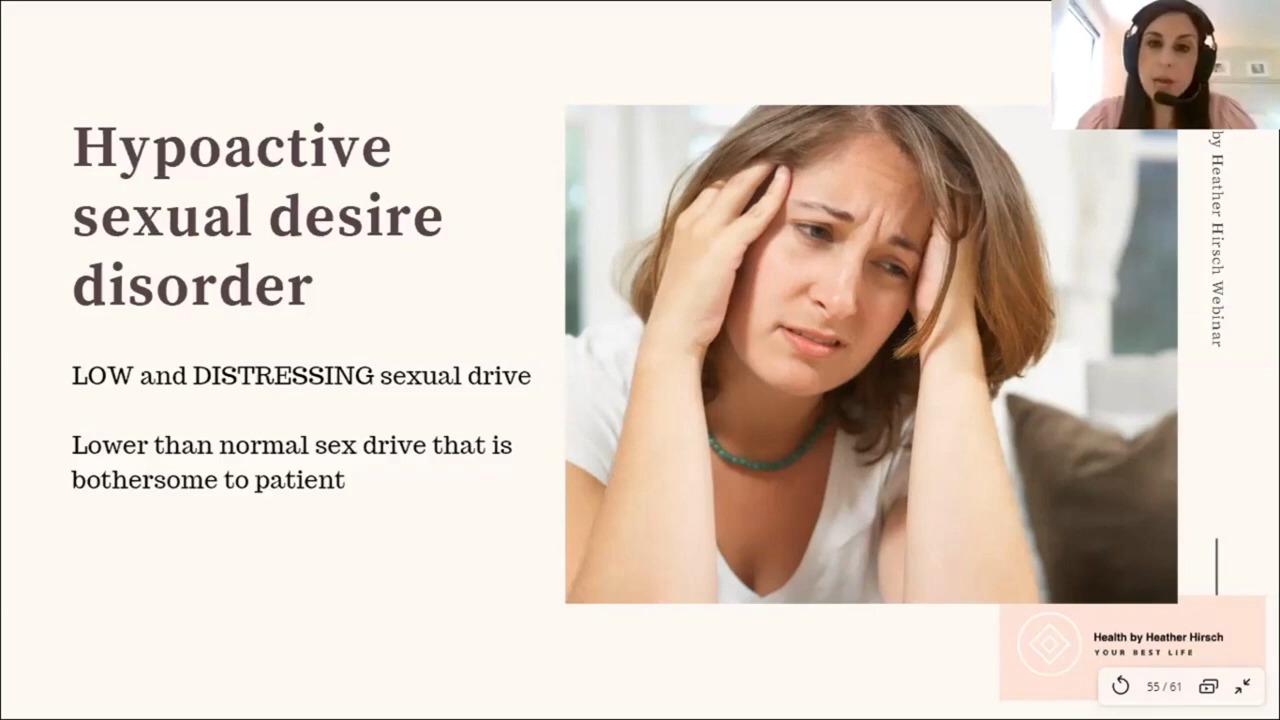 Hypoactive
sexual desire
disorder
LOW and DISTRESSING sexual drive
Lower than normal sex drive that is
bothersome to patient
by Heather Hirsch Webinar
Health by Heather Hirsch
YOUR BEST LIFE
55 / 61